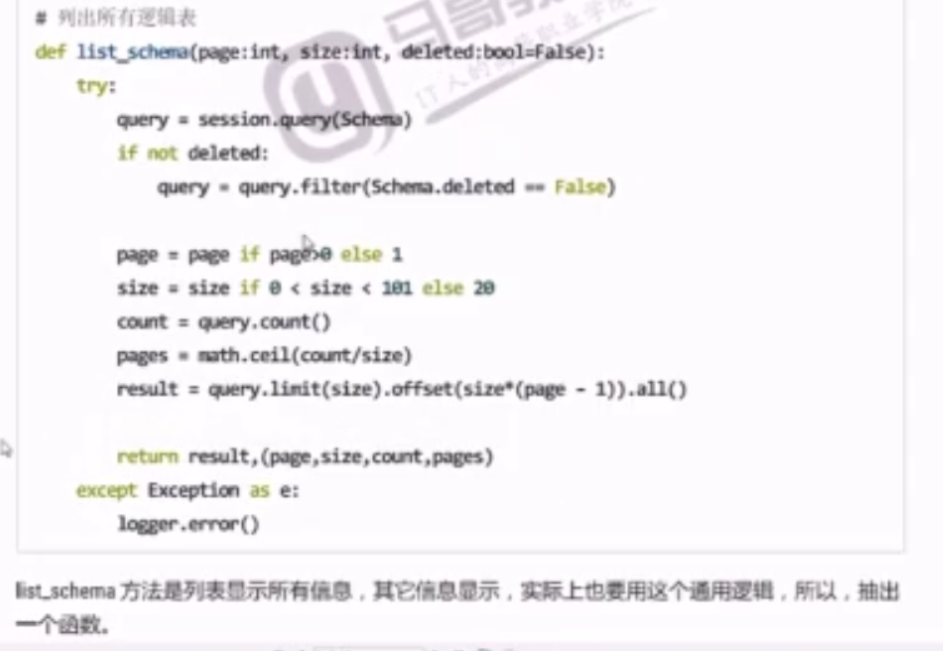 # 列出所有逻辑表
def list_schema(page:int, size:int, deleted:bool=False):
    try:
        query = session.query(Schema)
        if not deleted:
            query = query.filter(Schema.deleted == False)
        page = page if page>0 else 1
        size = size if 0 < size < 101 else 20
        count = query.count()
        pages = math.ceil(count/size)
        result = query.limit(size).offset(size*(page - 1)).all()
        return result,(page,size,count,pages)
    except Exception as e:
        logger.error()
list_schema 方法是列表显示所有信息，其它信息显示，实际上也要用这个通用逻辑，所以，抽出
一个函数。